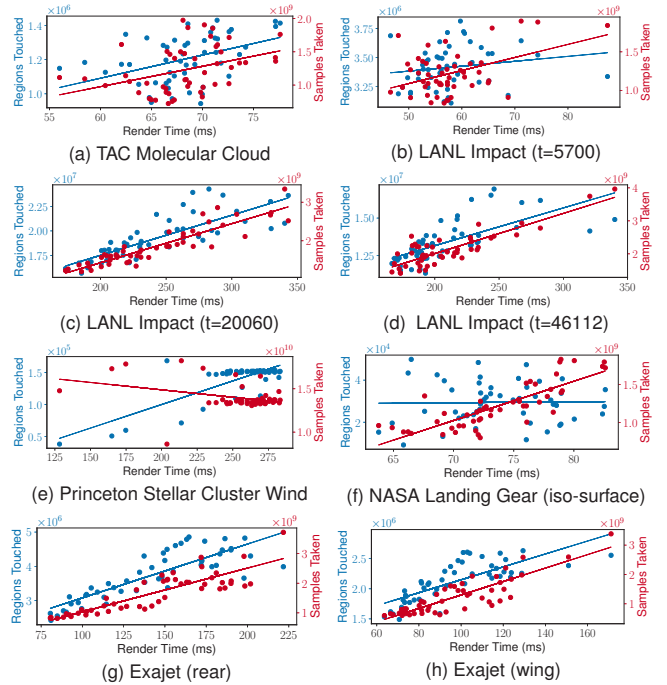 ×10⁶ ×10⁹
Regions Touched
1.4
1.2
1.0
2.0
1.5
1.0
Samples Taken
55 60 65 70 75
Render Time (ms)
(a) TAC Molecular Cloud
×10⁶
3.75
3.50
3.25
×10⁹
1.5
1.0
Samples Taken
50 60 70 80
Render Time (ms)
(b) LANL Impact (t=5700)
×10⁷ ×10⁹
Regions Touched
2.25
2.00
1.75
3
2
Samples Taken
200 250 300 350
Render Time (ms)
(c) LANL Impact (t=20060)
×10⁷
1.50
1.25
4
3
2
×10⁹
Samples Taken
200 250 300 350
Render Time (ms)
(d) LANL Impact (t=46112)
×10⁵ ×10¹⁰
Regions Touched
1.5
1.0
0.5
1.5
1.0
Samples Taken
125 150 175 200 225 250 275
Render Time (ms)
(e) Princeton Stellar Cluster Wind
×10⁴ ×10⁹
Regions Touched
4
2
1.5
1.0
Samples Taken
65 70 75 80
Render Time (ms)
(f) NASA Landing Gear (iso-surface)
×10⁶ ×10⁹
Regions Touched
5
4
3
5
4
3
2
1
Samples Taken
75 100 125 150 175 200 225
Render Time (ms)
(g) Exajet (rear)
×10⁶ ×10⁹
Regions Touched
3.0
2.5
2.0
1.5
3
2
1
Samples Taken
60 80 100 120 140 160
Render Time (ms)
(h) Exajet (wing)